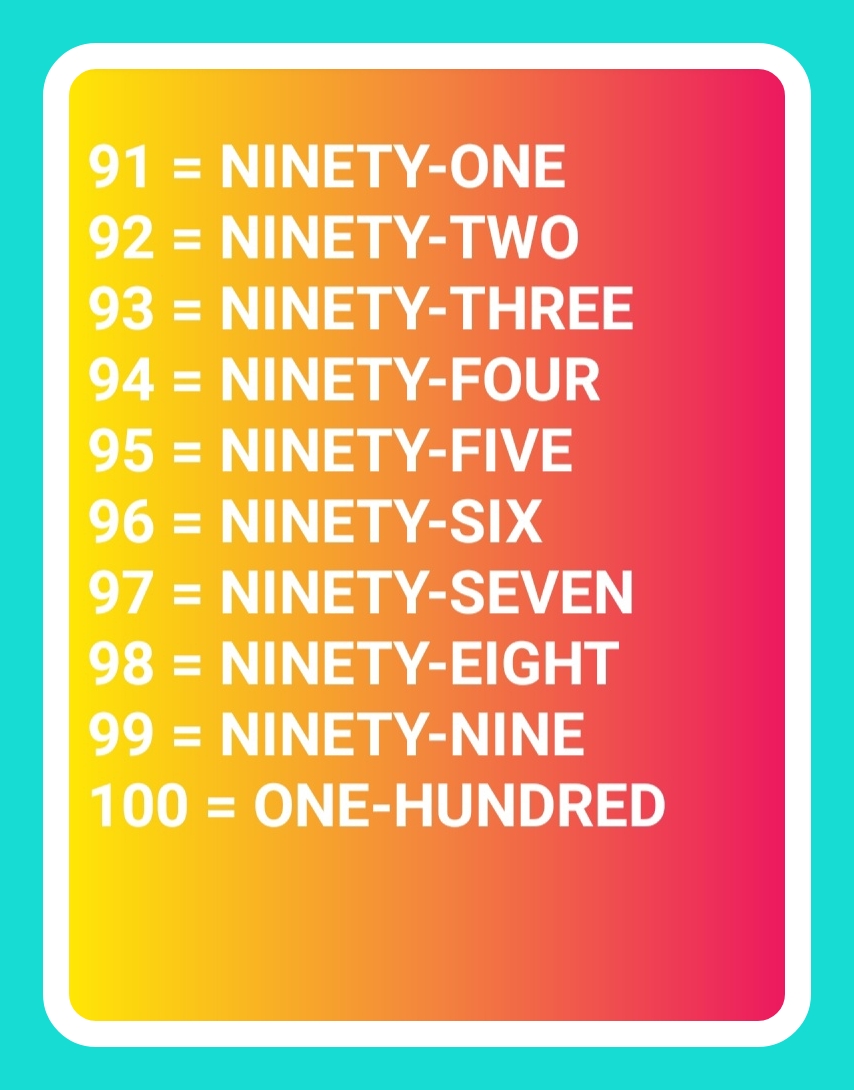 91 = NINETY-ONE
92 = NINETY-TWO
93 = NINETY-THREE
94 = NINETY-FOUR
95 = NINETY-FIVE
96 = NINETY-SIX
97 = NINETY-SEVEN
98 = NINETY-EIGHT
99 = NINETY-NINE
100 = ONE-HUNDRED